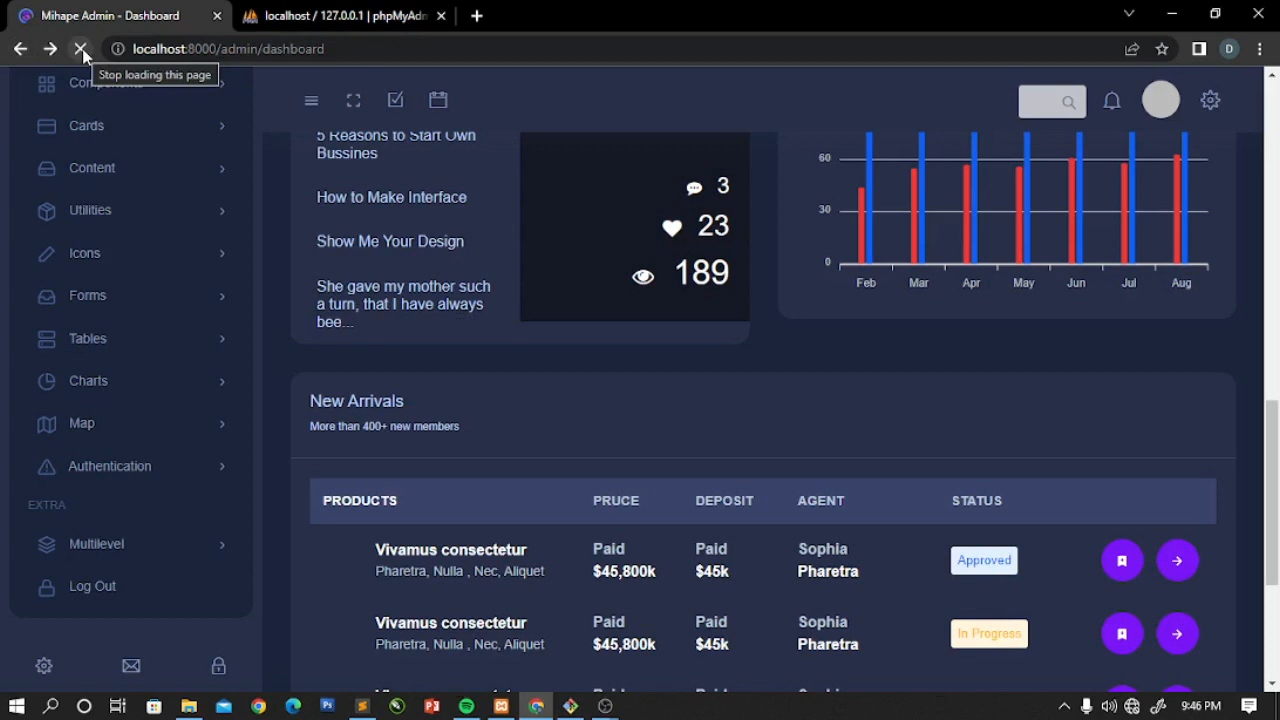 Mihape Admin - Dashboard
localhost / 127.0.0.1 | phpMyAdm
localhost:8000/admin/dashboard
D
Stop loading this page
Cards
Content
Utilities
Icons
Forms
Tables
Charts
Map
Authentication
EXTRA
Multilevel
Log Out
5 Reasons to Start Own
Bussines
How to Make Interface
Show Me Your Design
She gave my mother such
a turn, that I have always
bee...
3
23
189
60
30
0
Feb Mar Apr May Jun Jul Aug
New Arrivals
More than 400+ new members
PRODUCTS PRUCE DEPOSIT AGENT STATUS
Vivamus consectetur Paid Paid Sophia
Approved
Pharetra, Nulla , Nec, Aliquet $45,800k $45k Pharetra
Vivamus consectetur Paid Paid Sophia
In Progress
Pharetra, Nulla , Nec, Aliquet $45,800k $45k Pharetra
9:46 PM